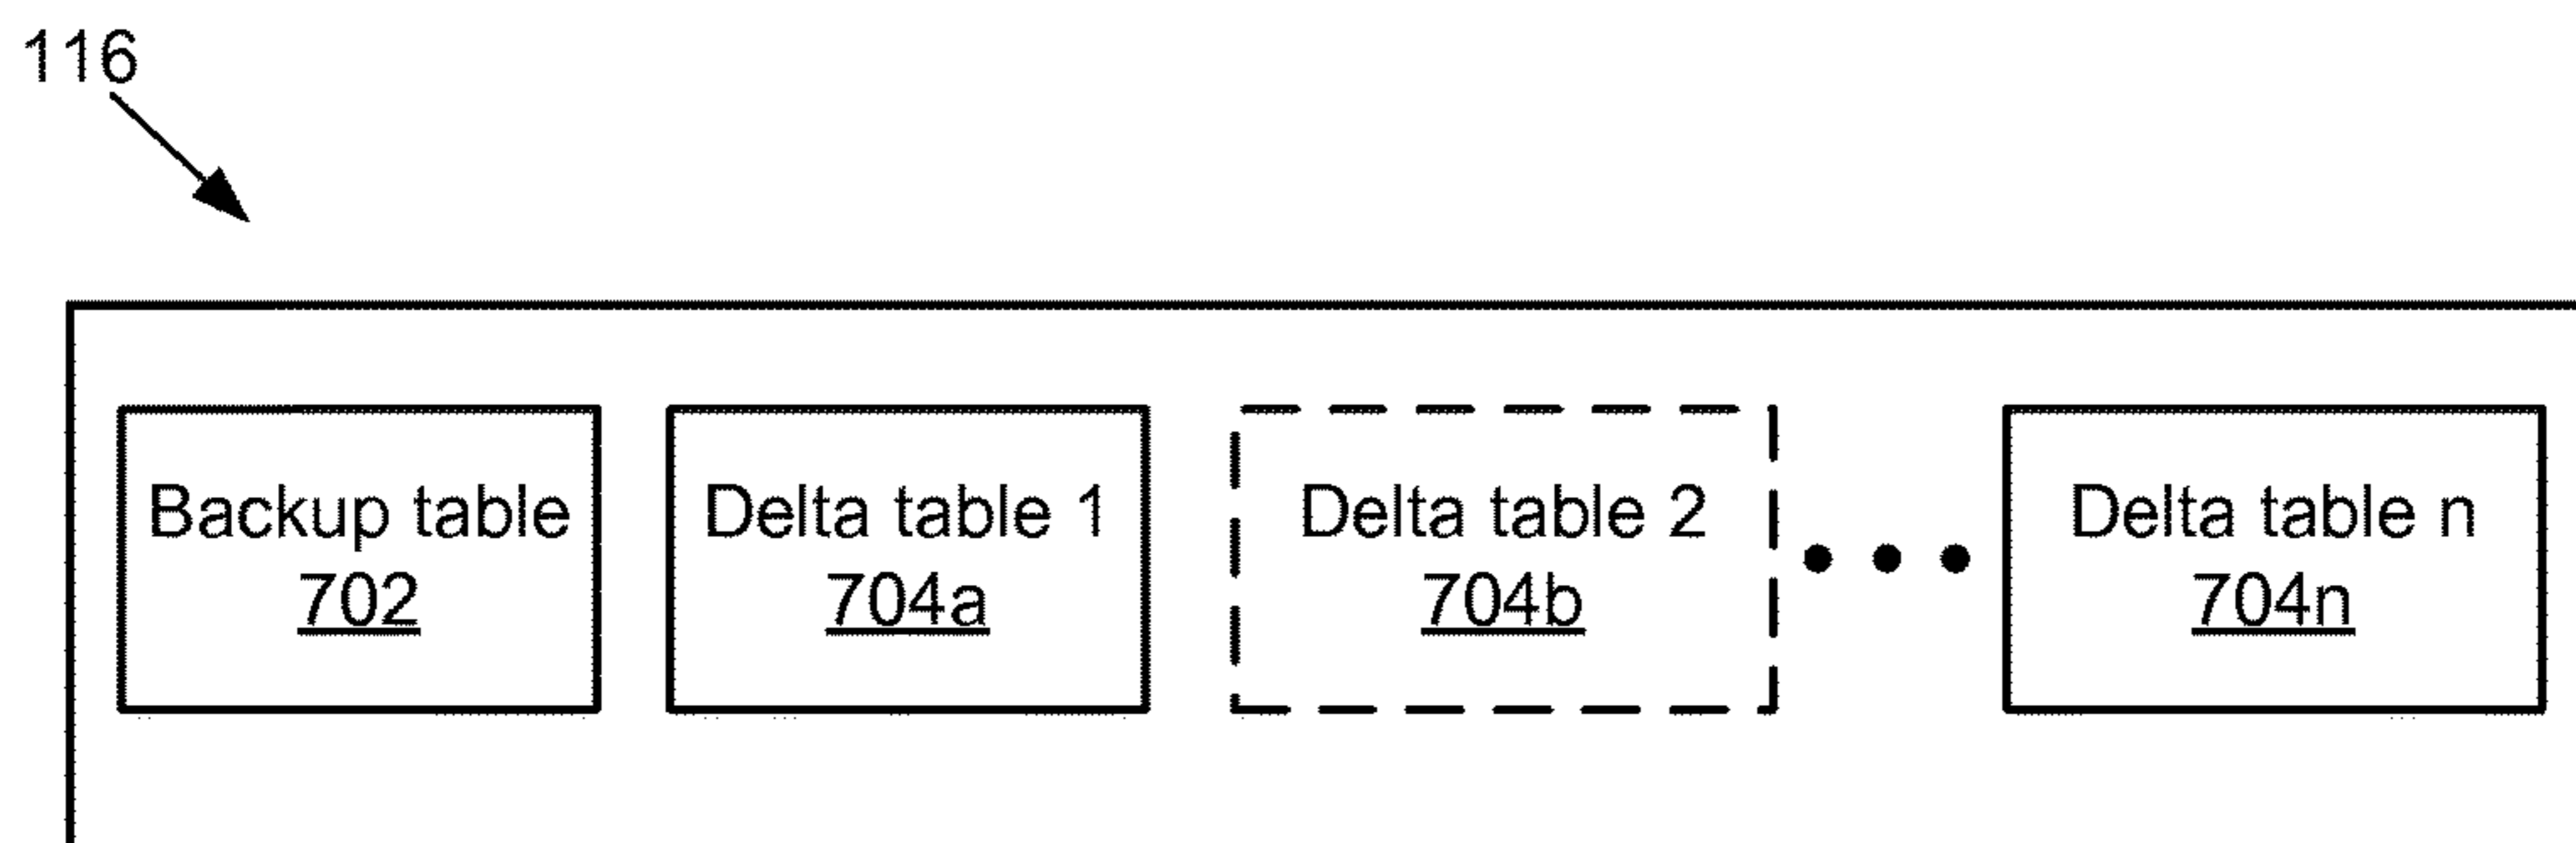 116
Backup table
702
Delta table 1
704a
Delta table 2
704b
Delta table n
704n